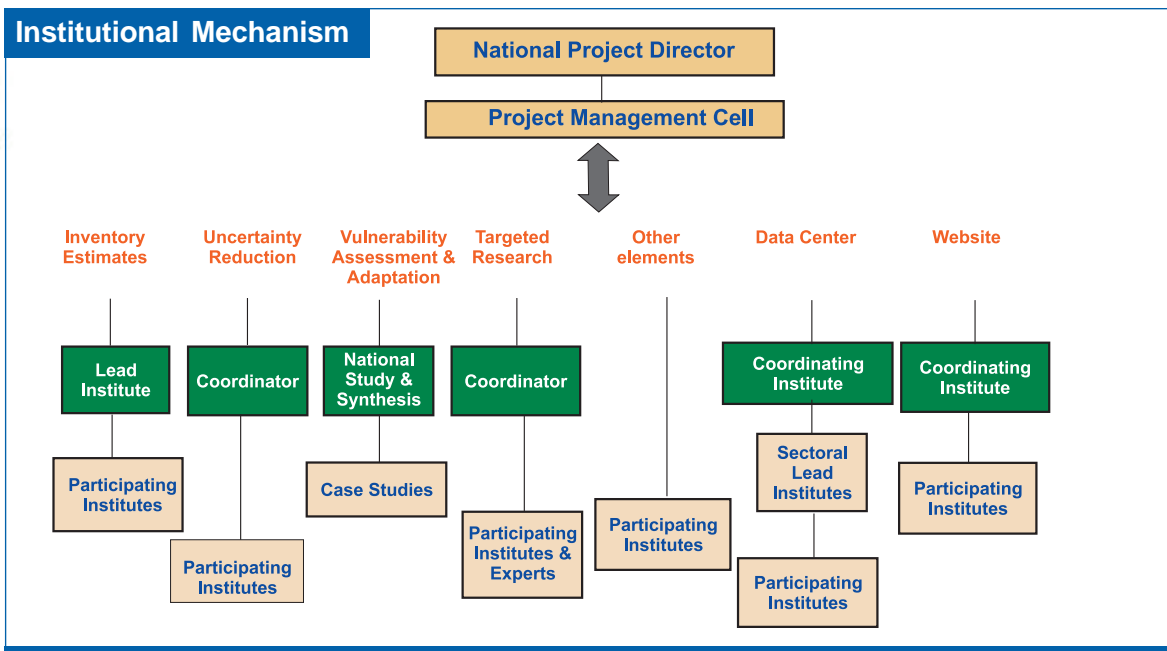 Institutional Mechanism
National Project Director
Project Management Cell
Inventory
Estimates
Uncertainty
Reduction
Vulnerability
Assessment &
Adaptation
Targeted
Research
Other
elements
Data Center
Website
Lead
Institute
Coordinator
National
Study &
Synthesis
Coordinator
Coordinating
Institute
Coordinating
Institute
Participating
Institutes
Participating
Institutes
Case Studies
Participating
Institutes &
Experts
Participating
Institutes
Sectoral
Lead
Institutes
Participating
Institutes
Participating
Institutes